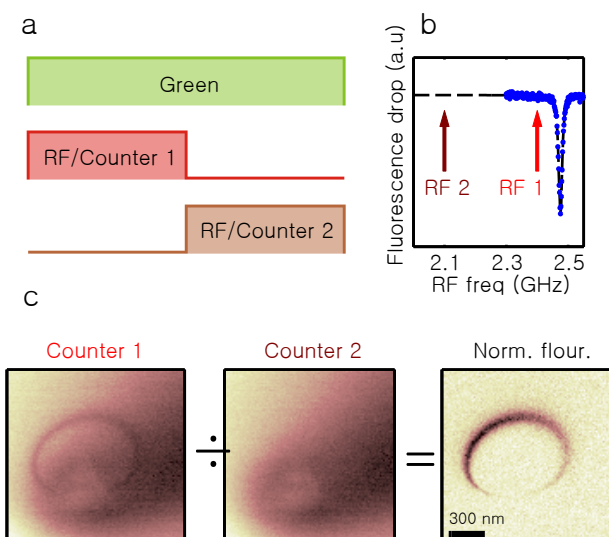 a
Green
RF/Counter 1
RF/Counter 2
b
Fluorescence drop (a.u)
RF 2
RF 1
2.1
2.3
2.5
RF freq (GHz)
c
Counter 1
Counter 2
Norm. flour.
÷
=
300 nm